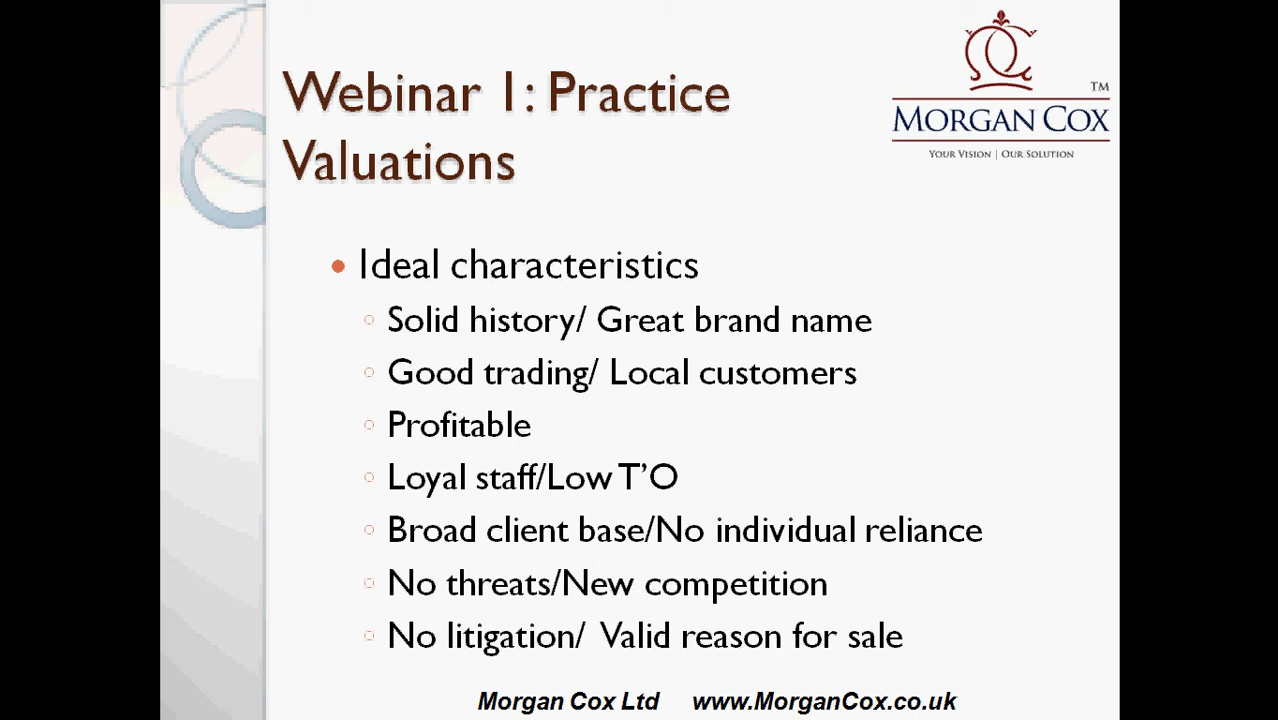 Webinar 1: Practice
Valuations
™
MORGAN COX
YOUR VISION | OUR SOLUTION
Ideal characteristics
Solid history/ Great brand name
Good trading/ Local customers
Profitable
Loyal staff/Low T’O
Broad client base/No individual reliance
No threats/New competition
No litigation/ Valid reason for sale
Morgan Cox Ltd www.MorganCox.co.uk